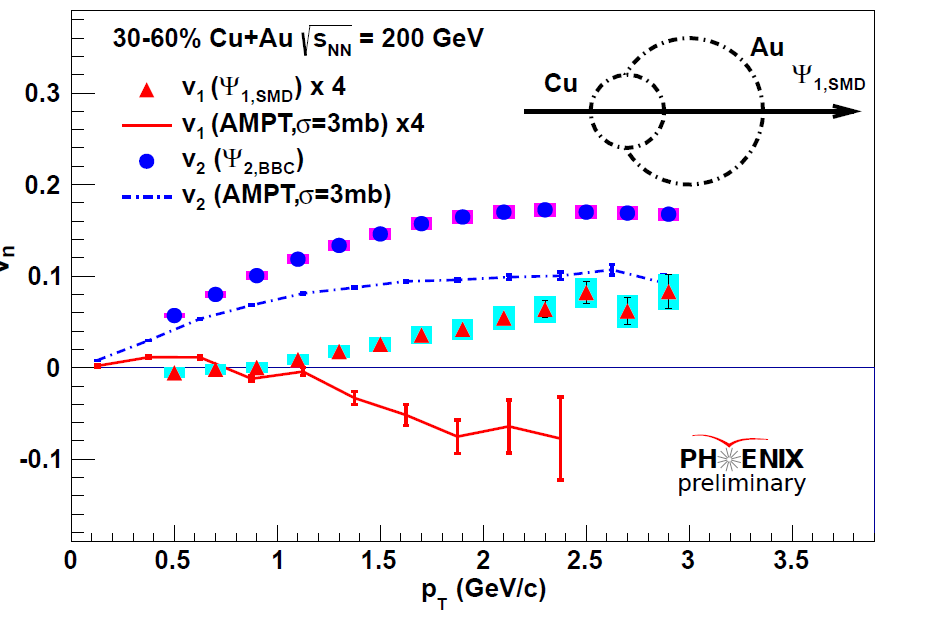 30-60% Cu+Au √sNN = 200 GeV
v1 (Ψ1,SMD) x 4
v1 (AMPT,σ=3mb) x4
v2 (Ψ2,BBC)
v2 (AMPT,σ=3mb)
Cu
Au
Ψ1,SMD
vn
0.3
0.2
0.1
0
-0.1
PHENIX
preliminary
0 0.5 1 1.5 2 2.5 3 3.5
pT (GeV/c)